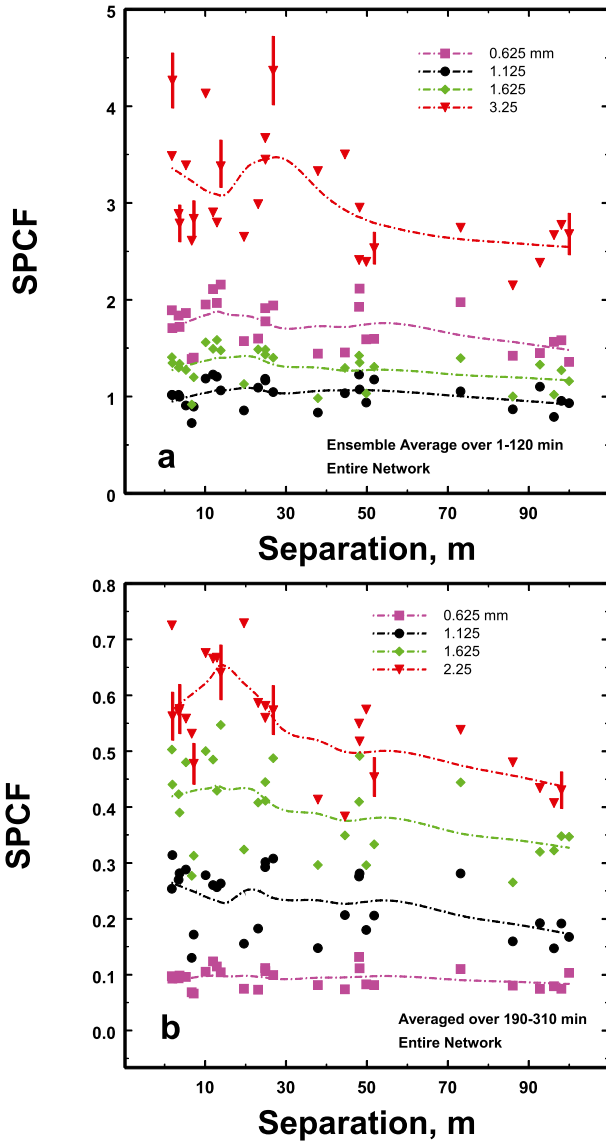 5
4
3
2
1
0
SPCF
0.625 mm
1.125
1.625
3.25
a
Ensemble Average over 1-120 min
Entire Network
10 30 50 70 90
Separation, m
0.8
0.7
0.6
0.5
0.4
0.3
0.2
0.1
0.0
SPCF
0.625 mm
1.125
1.625
2.25
b
Averaged over 190-310 min
Entire Network
10 30 50 70 90
Separation, m